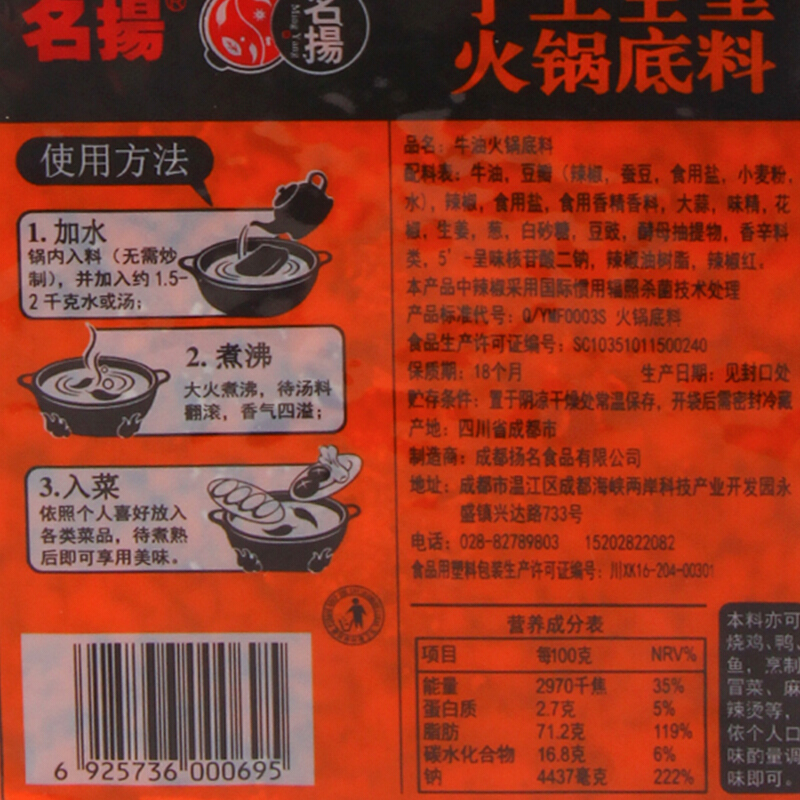 名揚®
名揚
Ming Yang
手工全型
火锅底料
使用方法
1. 加水
锅内入料（无需炒
制），并加入约 1.5-
2 千克水或汤；
2. 煮沸
大火煮沸，待汤料
翻滚，香气四溢；
3.入菜
依照个人喜好放入
各类菜品，待煮熟
后即可享用美味。
6 925736 000695
品名：牛油火锅底料
配料表：牛油，豆瓣（辣椒，蚕豆，食用盐，小麦粉，
水），辣椒，食用盐，食用香精香料，大蒜，味精，花
椒，生姜，葱，白砂糖，豆豉，酵母抽提物，香辛料
类，5′-呈味核苷酸二钠，辣椒油树脂，辣椒红。
本产品中辣椒采用国际惯用辐照杀菌技术处理
产品标准代号：Q/YMF0003S 火锅底料
食品生产许可证编号：SC10351011500240
保质期：18个月 生产日期：见封口处
贮存条件：置于阴凉干燥处常温保存，开袋后需密封冷藏
产地：四川省成都市
制造商：成都扬名食品有限公司
地址：成都市温江区成都海峡两岸科技产业开发园永
盛镇兴达路733号
电话：028-82789803 15202822082
食品用塑料包装生产许可证编号：川XK16-204-00301
营养成分表
项目 每100克 NRV%
能量 2970千焦 35%
蛋白质 2.7克 5%
脂肪 71.2克 119%
碳水化合物 16.8克 6%
钠 4437毫克 222%
本料亦可
烧鸡、鸭、
鱼，烹制
冒菜、麻
辣烫等，
依个人口
味酌量调
味即可。